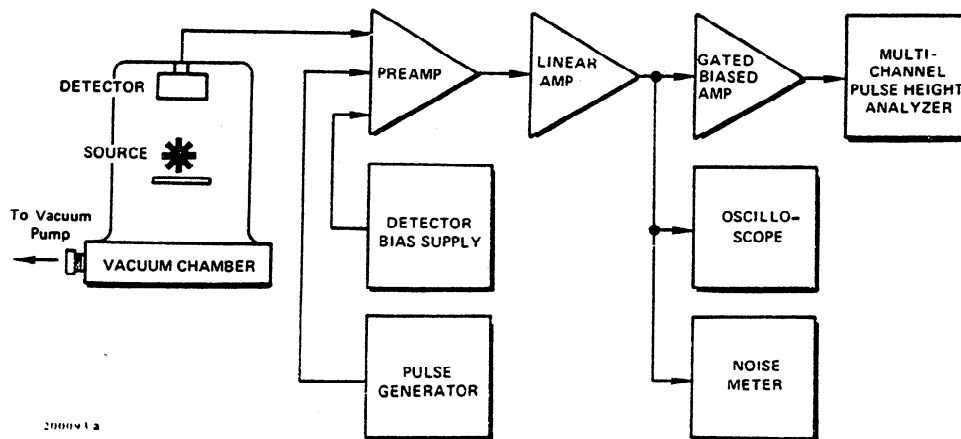 DETECTOR
SOURCE
To Vacuum
Pump
VACUUM CHAMBER
PREAMP
LINEAR
AMP
GATED
BIASED
AMP
MULTI-
CHANNEL
PULSE HEIGHT
ANALYZER
DETECTOR
BIAS SUPPLY
OSCILLO-
SCOPE
PULSE
GENERATOR
NOISE
METER